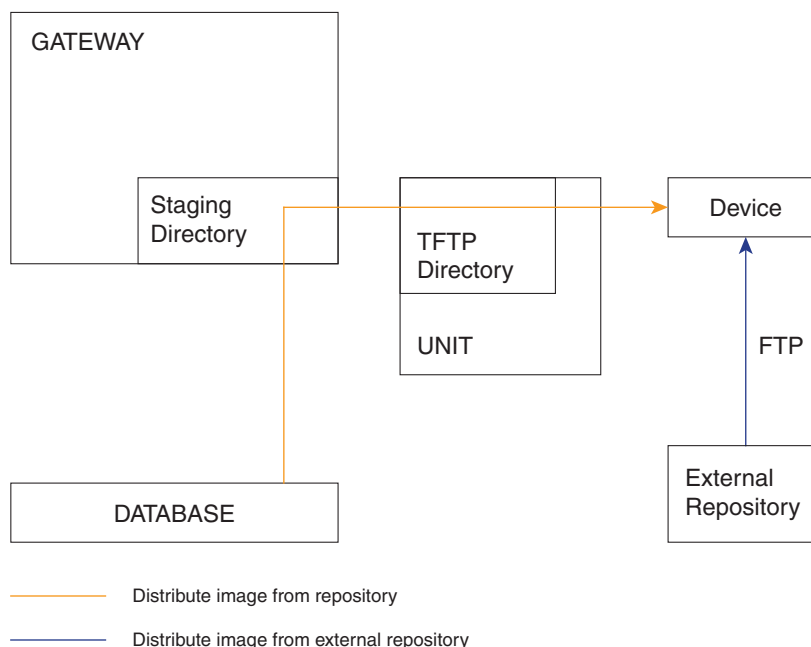 GATEWAY
Staging
Directory
TFTP
Directory
UNIT
Device
FTP
External
Repository
DATABASE
Distribute image from repository
Distribute image from external repository